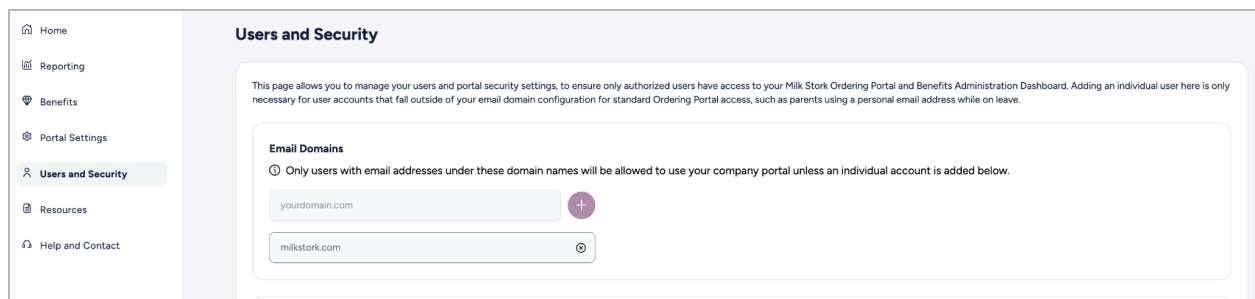 Home
Reporting
Benefits
Portal Settings
Users and Security
Resources
Help and Contact
Users and Security
This page allows you to manage your users and portal security settings, to ensure only authorized users have access to your Milk Stork Ordering Portal and Benefits Administration Dashboard. Adding an individual user here is only
necessary for user accounts that fall outside of your email domain configuration for standard Ordering Portal access, such as parents using a personal email address while on leave.
Email Domains
Only users with email addresses under these domain names will be allowed to use your company portal unless an individual account is added below.
yourdomain.com
milkstork.com